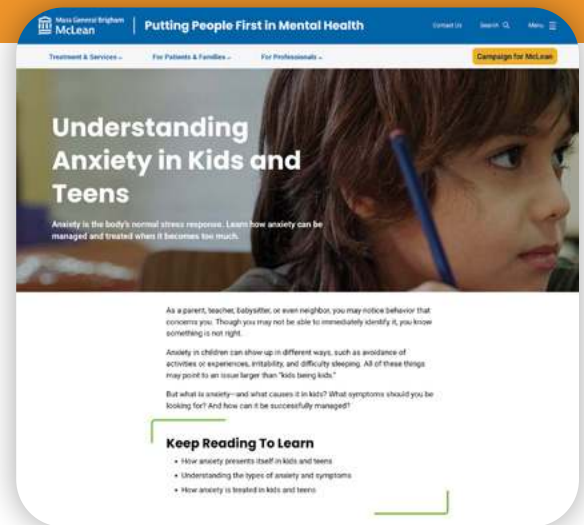 Mass General Brigham
McLean
Putting People First in Mental Health
Contact Us
Search
Menu
Treatment & Services
For Patients & Families
For Professionals
Campaign for McLean
Understanding
Anxiety in Kids and
Teens
Anxiety is the body's normal stress response. Learn how anxiety can be
managed and treated when it becomes too much.
As a parent, teacher, babysitter, or even neighbor, you may notice behavior that
concerns you. Though you may not be able to immediately identify it, you know
something is not right.
Anxiety in children can show up in different ways, such as avoidance of
activities or experiences, irritability, and difficulty sleeping. All of these things
may point to an issue larger than "kids being kids."
But what is anxiety—and what causes it in kids? What symptoms should you be
looking for? And how can it be successfully managed?
Keep Reading To Learn
• How anxiety presents itself in kids and teens
• Understanding the types of anxiety and symptoms
• How anxiety is treated in kids and teens